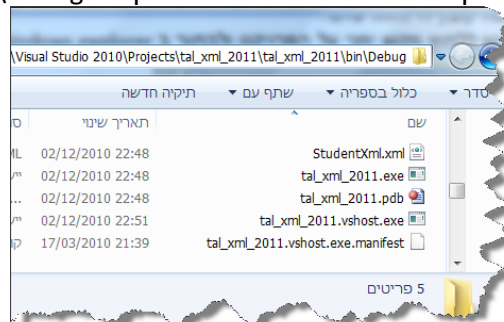 \Visual Studio 2010\Projects\tal_xml_2011\tal_xml_2011\bin\Debug
סדר כלול בספריה שתף עם תיקיה חדשה
שם תאריך שינוי
StudentXml.xml 02/12/2010 22:48
tal_xml_2011.exe 02/12/2010 22:48
tal_xml_2011.pdb 02/12/2010 22:48
tal_xml_2011.vshost.exe 02/12/2010 22:51
tal_xml_2011.vshost.exe.manifest 17/03/2010 21:39
5 פריטים